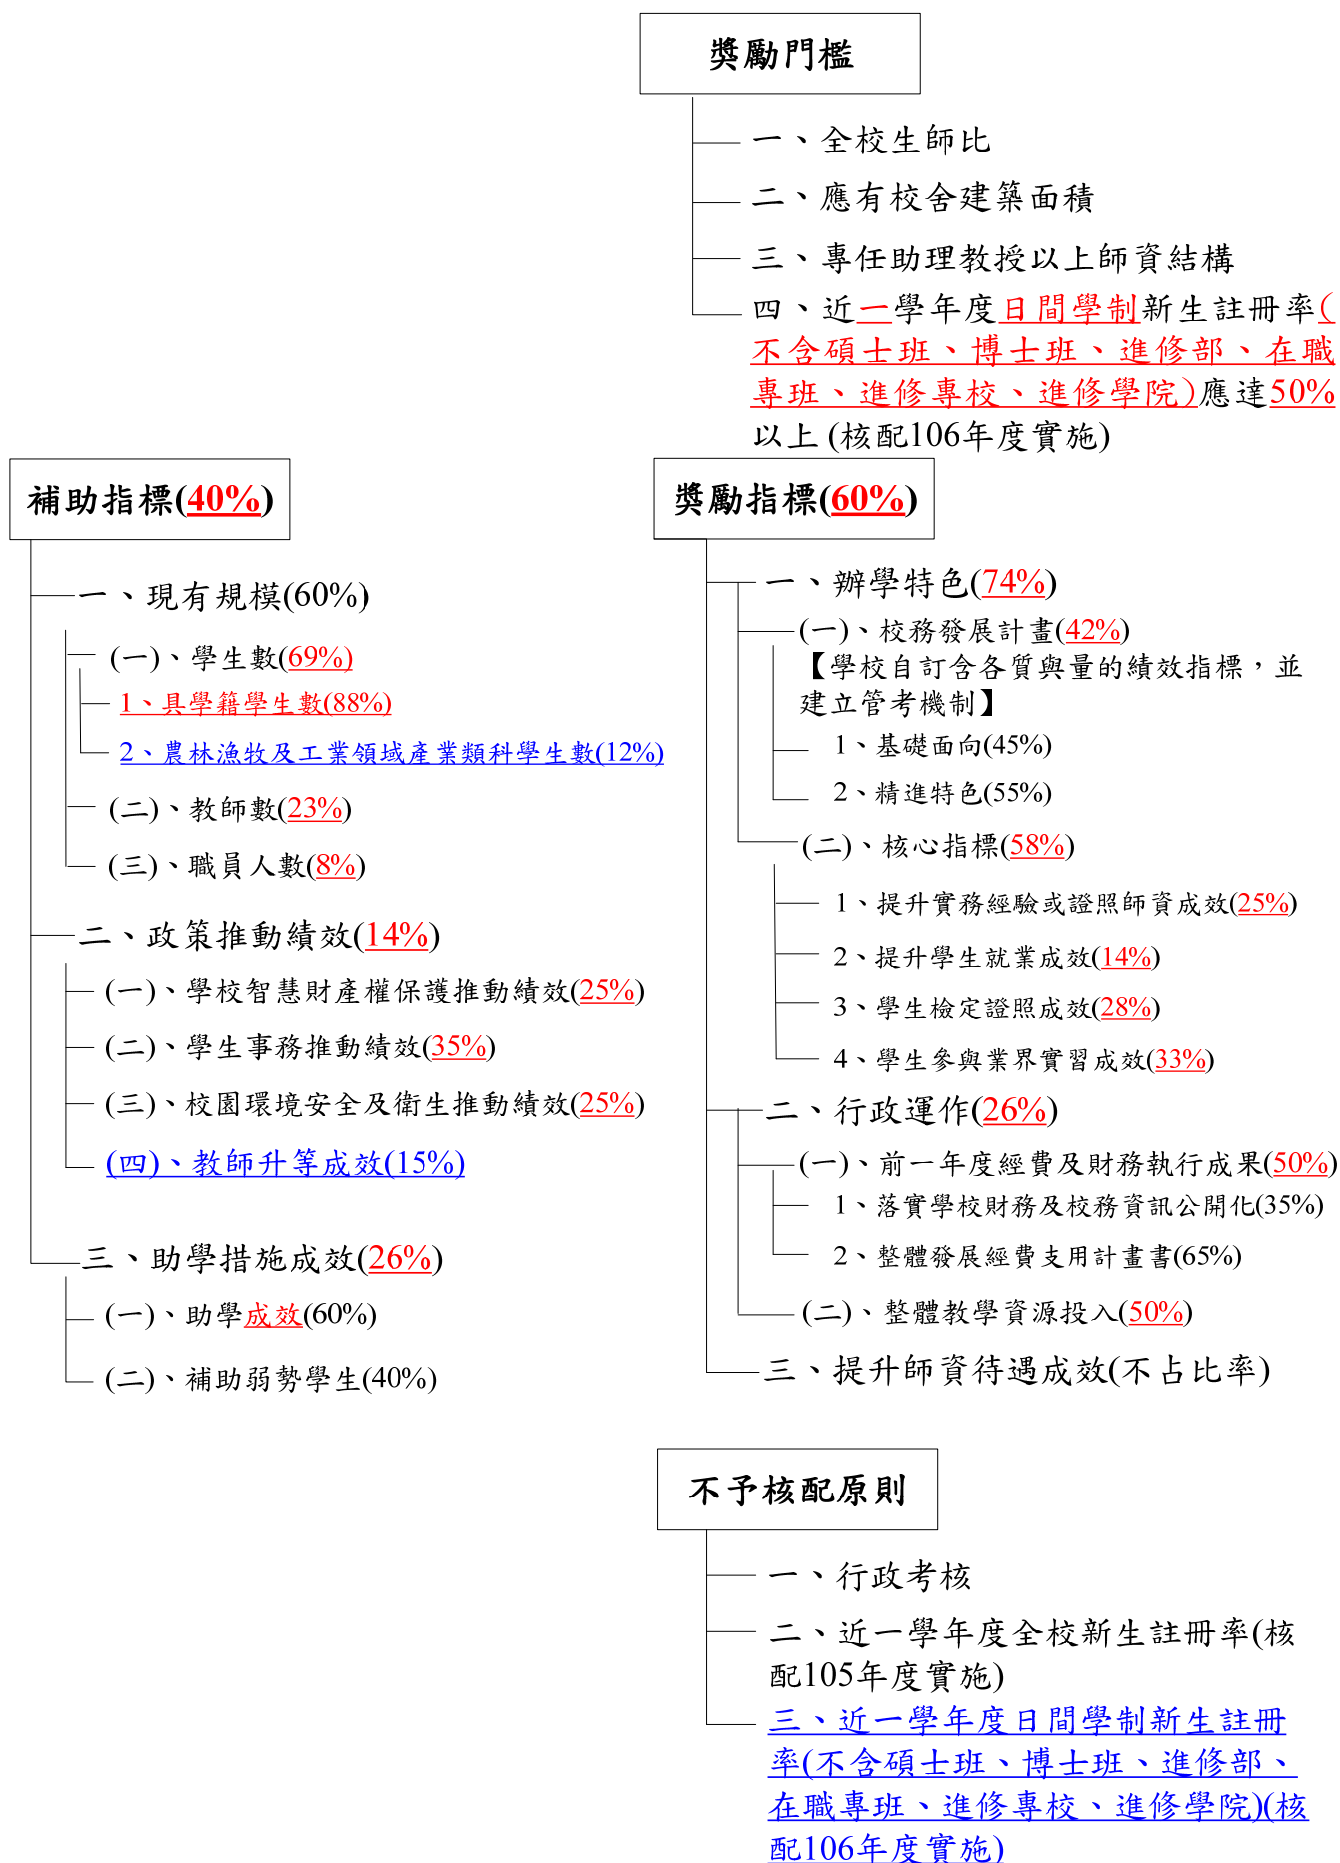 獎勵門檻
一、全校生師比
二、應有校舍建築面積
三、專任助理教授以上師資結構
四、近一學年度日間學制新生註冊率(
不含碩士班、博士班、進修部、在職
專班、進修專校、進修學院)應達50%
以上(核配106年度實施)
補助指標(40%)
一、現有規模(60%)
(一)、學生數(69%)
1、具學籍學生數(88%)
2、農林漁牧及工業領域產業類科學生數(12%)
(二)、教師數(23%)
(三)、職員人數(8%)
二、政策推動績效(14%)
(一)、學校智慧財產權保護推動績效(25%)
(二)、學生事務推動績效(35%)
(三)、校園環境安全及衛生推動績效(25%)
(四)、教師升等成效(15%)
三、助學措施成效(26%)
(一)、助學成效(60%)
(二)、補助弱勢學生(40%)
獎勵指標(60%)
一、辦學特色(74%)
(一)、校務發展計畫(42%)
【學校自訂含各質與量的績效指標，並
建立管考機制】
1、基礎面向(45%)
2、精進特色(55%)
(二)、核心指標(58%)
1、提升實務經驗或證照師資成效(25%)
2、提升學生就業成效(14%)
3、學生檢定證照成效(28%)
4、學生參與業界實習成效(33%)
二、行政運作(26%)
(一)、前一年度經費及財務執行成果(50%)
1、落實學校財務及校務資訊公開化(35%)
2、整體發展經費支用計畫書(65%)
(二)、整體教學資源投入(50%)
三、提升師資待遇成效(不占比率)
不予核配原則
一、行政考核
二、近一學年度全校新生註冊率(核
配105年度實施)
三、近一學年度日間學制新生註冊
率(不含碩士班、博士班、進修部、
在職專班、進修專校、進修學院)(核
配106年度實施)